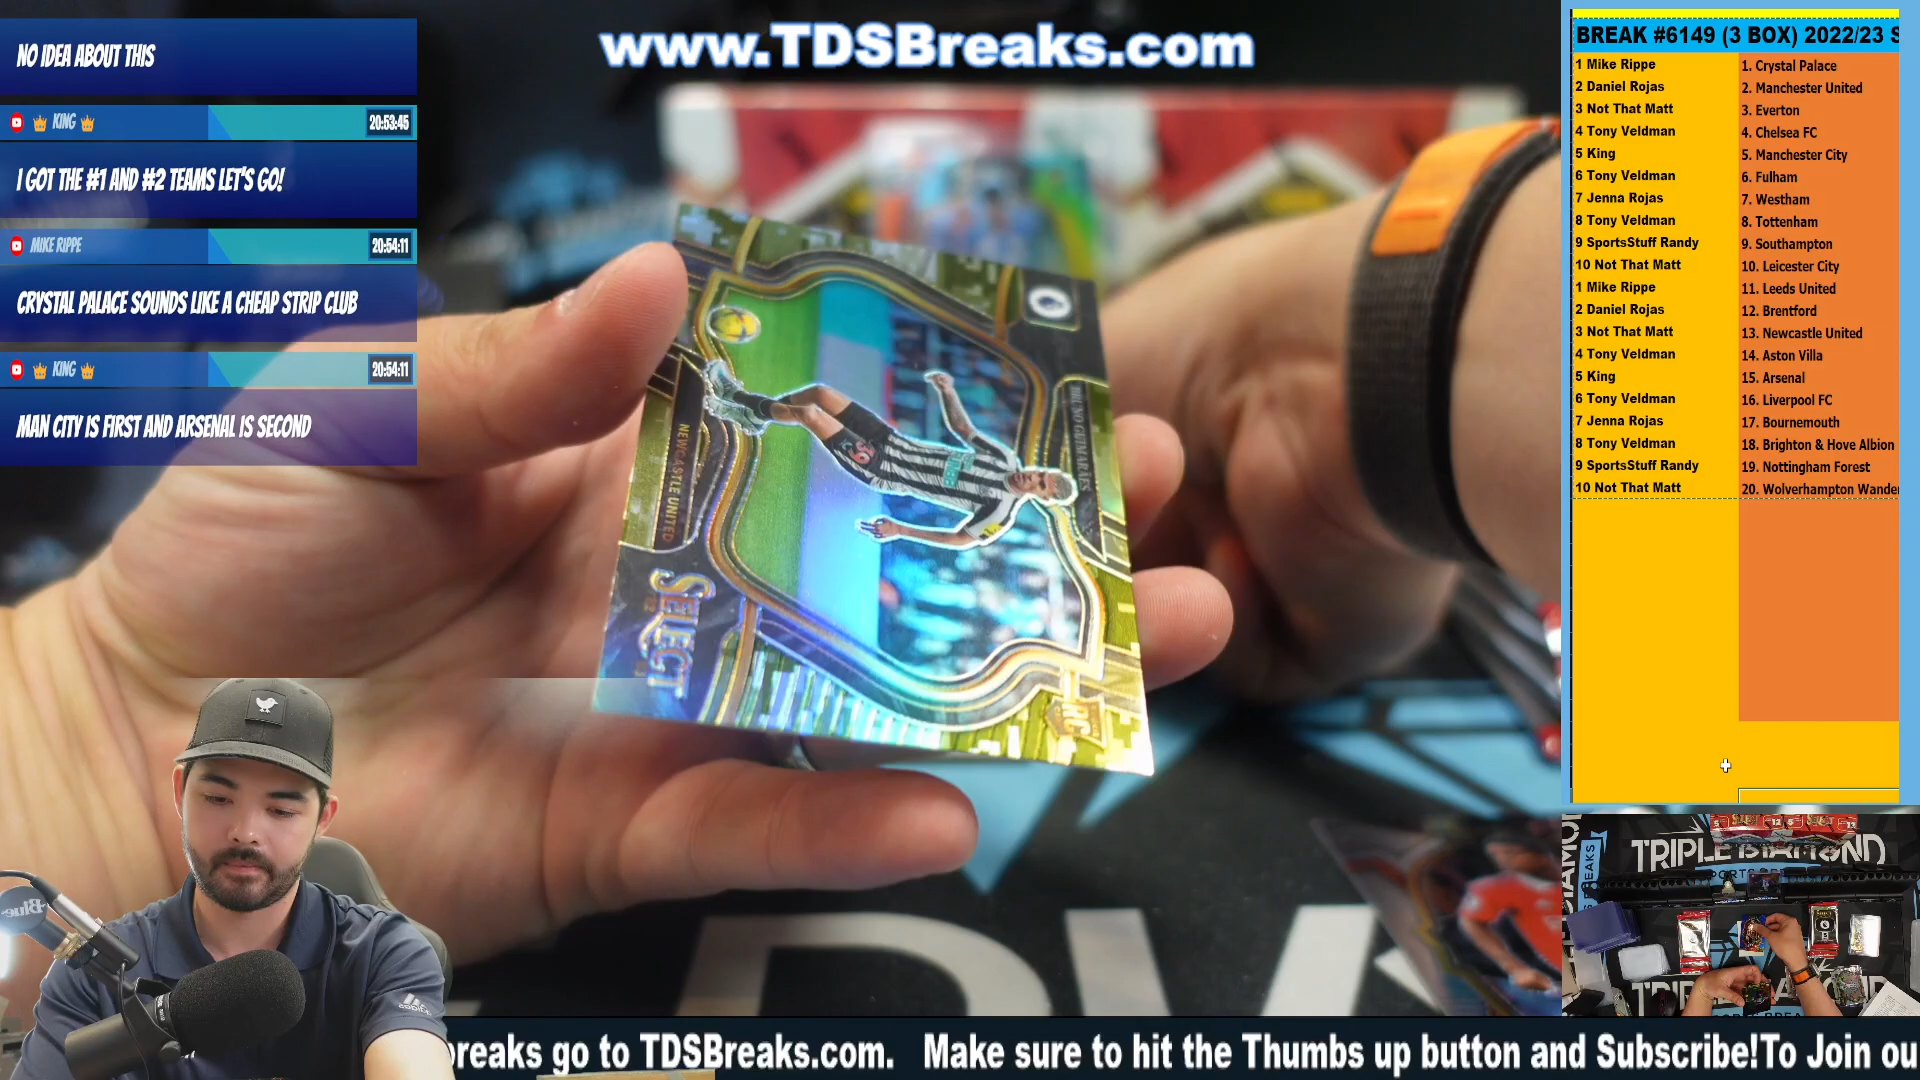 www.TDSBreaks.com
NO IDEA ABOUT THIS
KING
20:53:45
I GOT THE #1 AND #2 TEAMS LET'S GO!
MIKE RIPPE
20:54:11
CRYSTAL PALACE SOUNDS LIKE A CHEAP STRIP CLUB
KING
20:54:11
MAN CITY IS FIRST AND ARSENAL IS SECOND
BRUNO GUIMARÃES
NEWCASTLE UNITED
SELECT
RC
39
BREAK #6149 (3 BOX) 2022/23 S
1 Mike Rippe
2 Daniel Rojas
3 Not That Matt
4 Tony Veldman
5 King
6 Tony Veldman
7 Jenna Rojas
8 Tony Veldman
9 SportsStuff Randy
10 Not That Matt
1 Mike Rippe
2 Daniel Rojas
3 Not That Matt
4 Tony Veldman
5 King
6 Tony Veldman
7 Jenna Rojas
8 Tony Veldman
9 SportsStuff Randy
10 Not That Matt
1. Crystal Palace
2. Manchester United
3. Everton
4. Chelsea FC
5. Manchester City
6. Fulham
7. Westham
8. Tottenham
9. Southampton
10. Leicester City
11. Leeds United
12. Brentford
13. Newcastle United
14. Aston Villa
15. Arsenal
16. Liverpool FC
17. Bournemouth
18. Brighton & Hove Albion
19. Nottingham Forest
20. Wolverhampton Wande
TRIPLE DIAMOND
BREAKS
Blue
adidas
breaks go to TDSBreaks.com. Make sure to hit the Thumbs up button and Subscribe!To Join ou